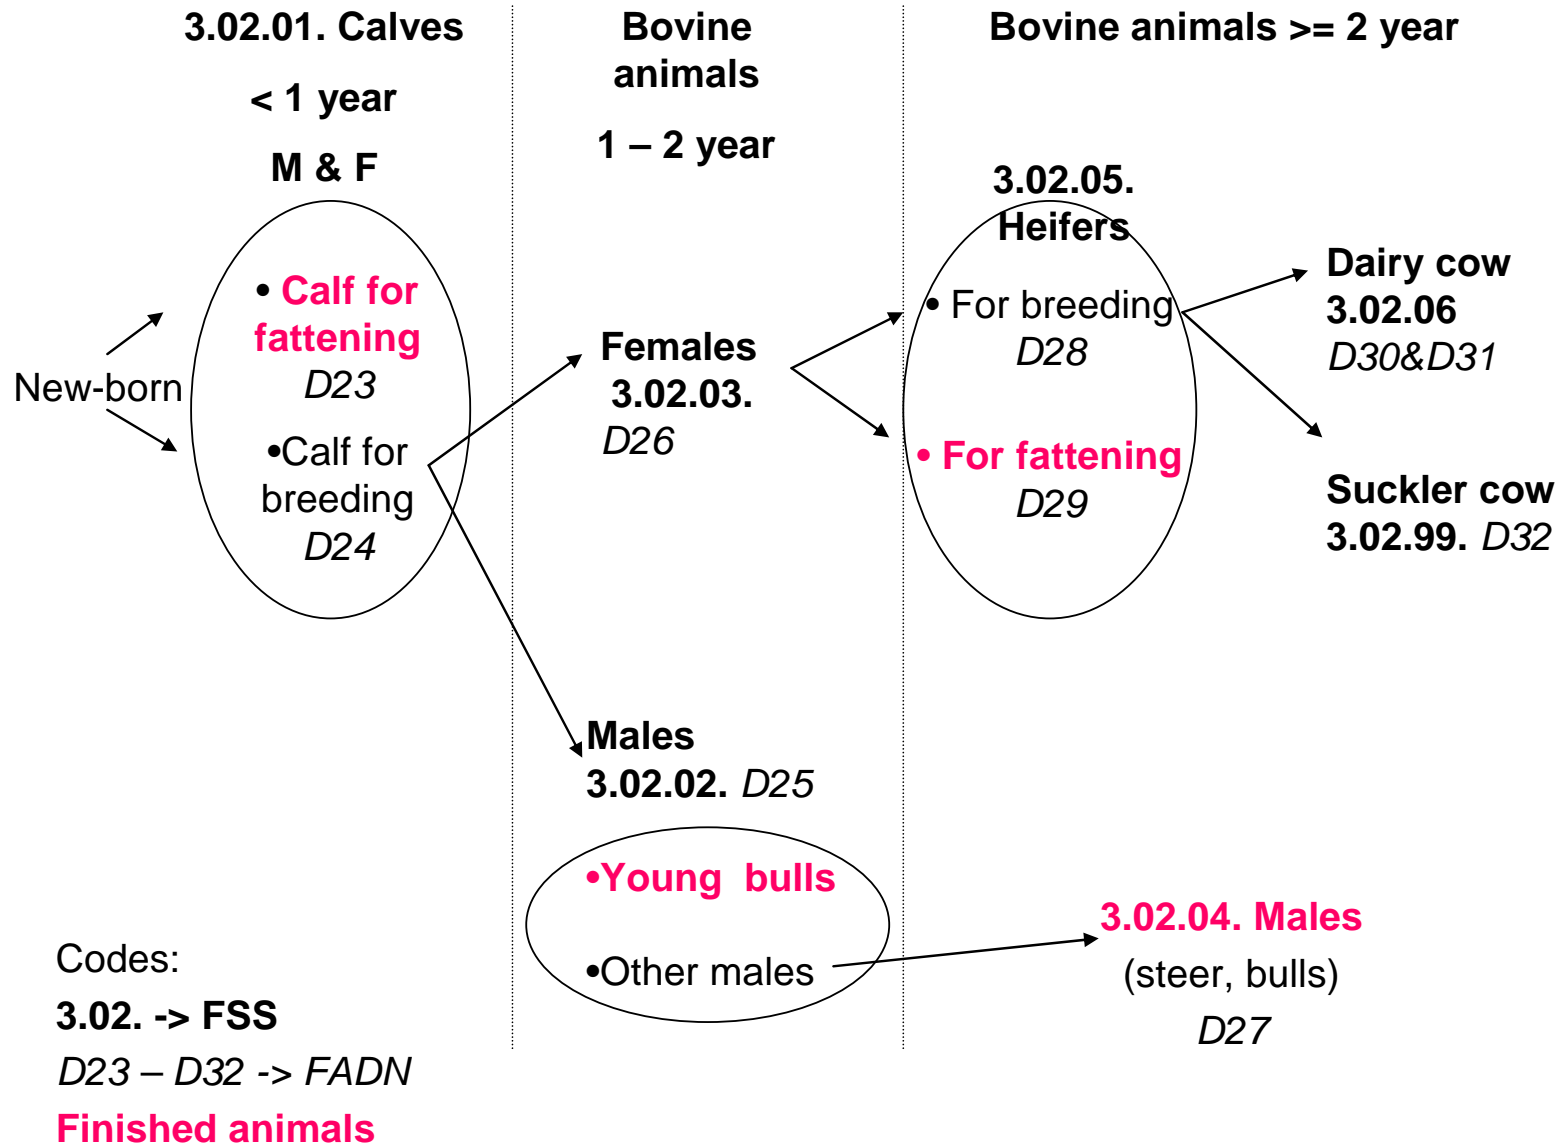 3.02.01. Calves
< 1 year
M & F
New-born
• Calf for
fattening
D23
•Calf for
breeding
D24
Bovine
animals
1 – 2 year
Females
3.02.03.
D26
Males
3.02.02. D25
•Young bulls
•Other males
Bovine animals >= 2 year
3.02.05.
Heifers
• For breeding
D28
• For fattening
D29
Dairy cow
3.02.06
D30&D31
Suckler cow
3.02.99. D32
3.02.04. Males
(steer, bulls)
D27
Codes:
3.02. -> FSS
D23 – D32 -> FADN
Finished animals